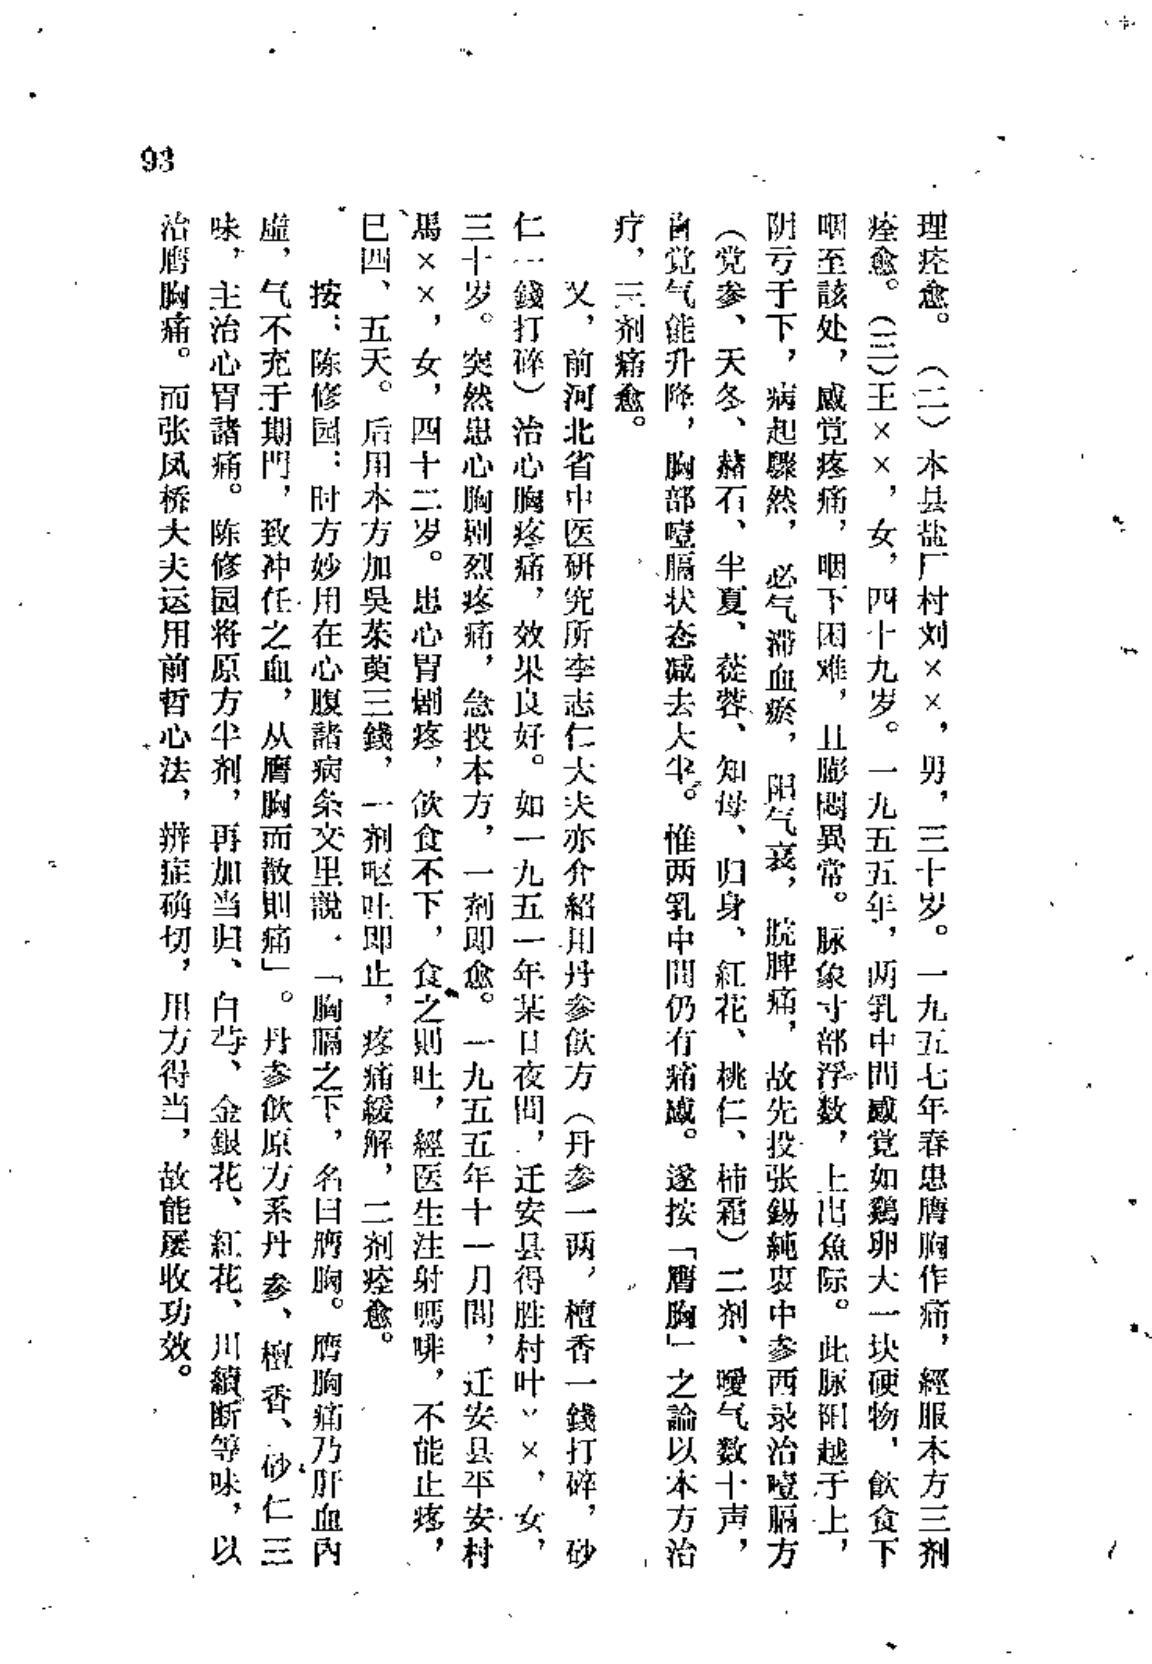 理痊愈。（二）本县盐厂村刘××，男，三十岁。一九五七年春患膺胸作痛，經服本方三剂
痊愈。（三）王××，女，四十九岁。一九五五年，两乳中間感觉如鷄卵大一块硬物，飲食下
咽至該处，感觉疼痛，咽下困难，且膨悶異常。脉象寸部浮数，上出魚际。此脉阳越于上，
阴亏于下，病起驟然，必气滞血瘀，阳气衰，脘脾痛，故先投张錫純衷中参西录治噎膈方
（党参、天冬、赭石、半夏、蓯蓉、知母、归身、紅花、桃仁、柿霜）二剂、噯气数十声，
自觉气能升降，胸部噎膈状态减去大半。惟两乳中間仍有痛感。遂按「膺胸」之論以本方治
疗，三剂痛愈。
又，前河北省中医研究所李志仁大夫亦介紹用丹参飲方（丹参一两，檀香一錢打碎，砂
仁一錢打碎）治心胸疼痛，效果良好。如一九五一年某日夜間，迁安县得胜村叶××，女，
三十岁。突然患心胸剧烈疼痛，急投本方，一剂即愈。一九五五年十一月間，迁安县平安村
馬××，女，四十二岁。患心胃剧疼，飲食不下，食之則吐，經医生注射嗎啡，不能止疼，
已四、五天。后用本方加吳茱萸三錢，一剂呕吐即止，疼痛緩解，二剂痊愈。
按：陈修园：时方妙用在心腹諸病条文里說：「胸膈之下，名曰膺胸。膺胸痛乃肝血内
虛，气不充于期門，致冲任之血，从膺胸而散則痛」。丹参飲原方系丹参、檀香、砂仁三
味，主治心胃諸痛。陈修园将原方半剂，再加当归、白芍、金銀花、紅花、川續断等味，以
治膺胸痛。而张凤桥大夫运用前哲心法，辨症确切，用方得当，故能屡收功效。
93